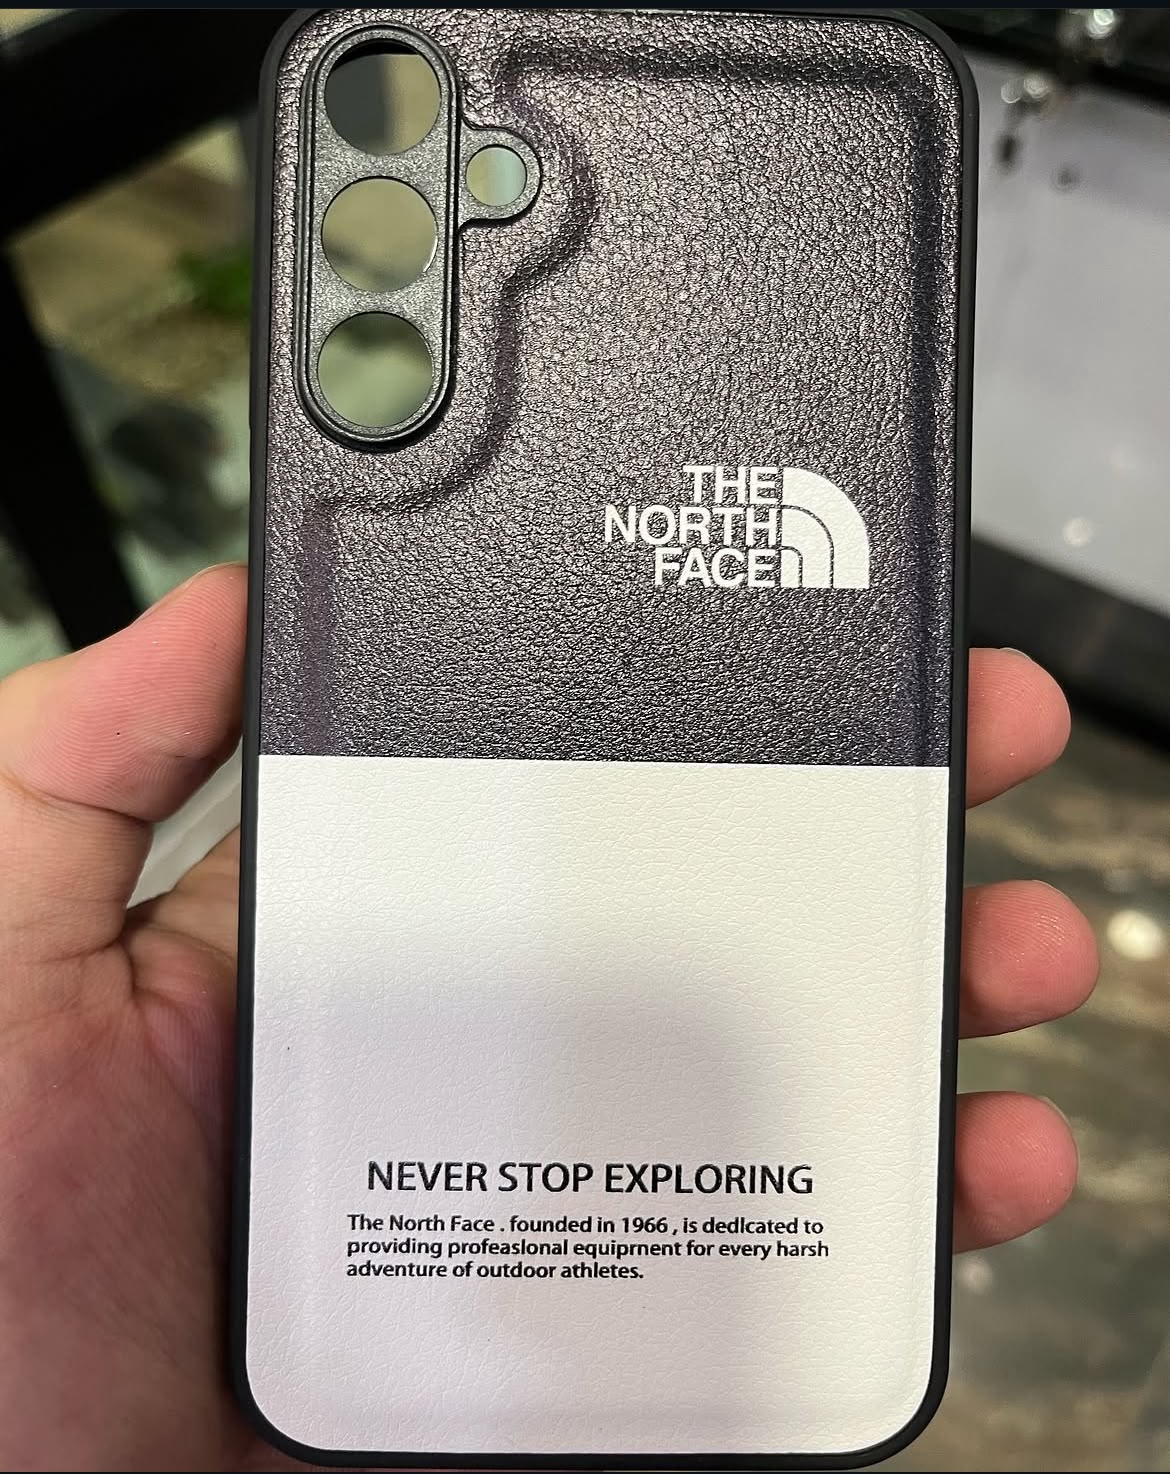 THE
NORTH
FACE
NEVER STOP EXPLORING
The North Face . founded in 1966 , is dedlcated to
providing profeaslonal equiprnent for every harsh
adventure of outdoor athletes.